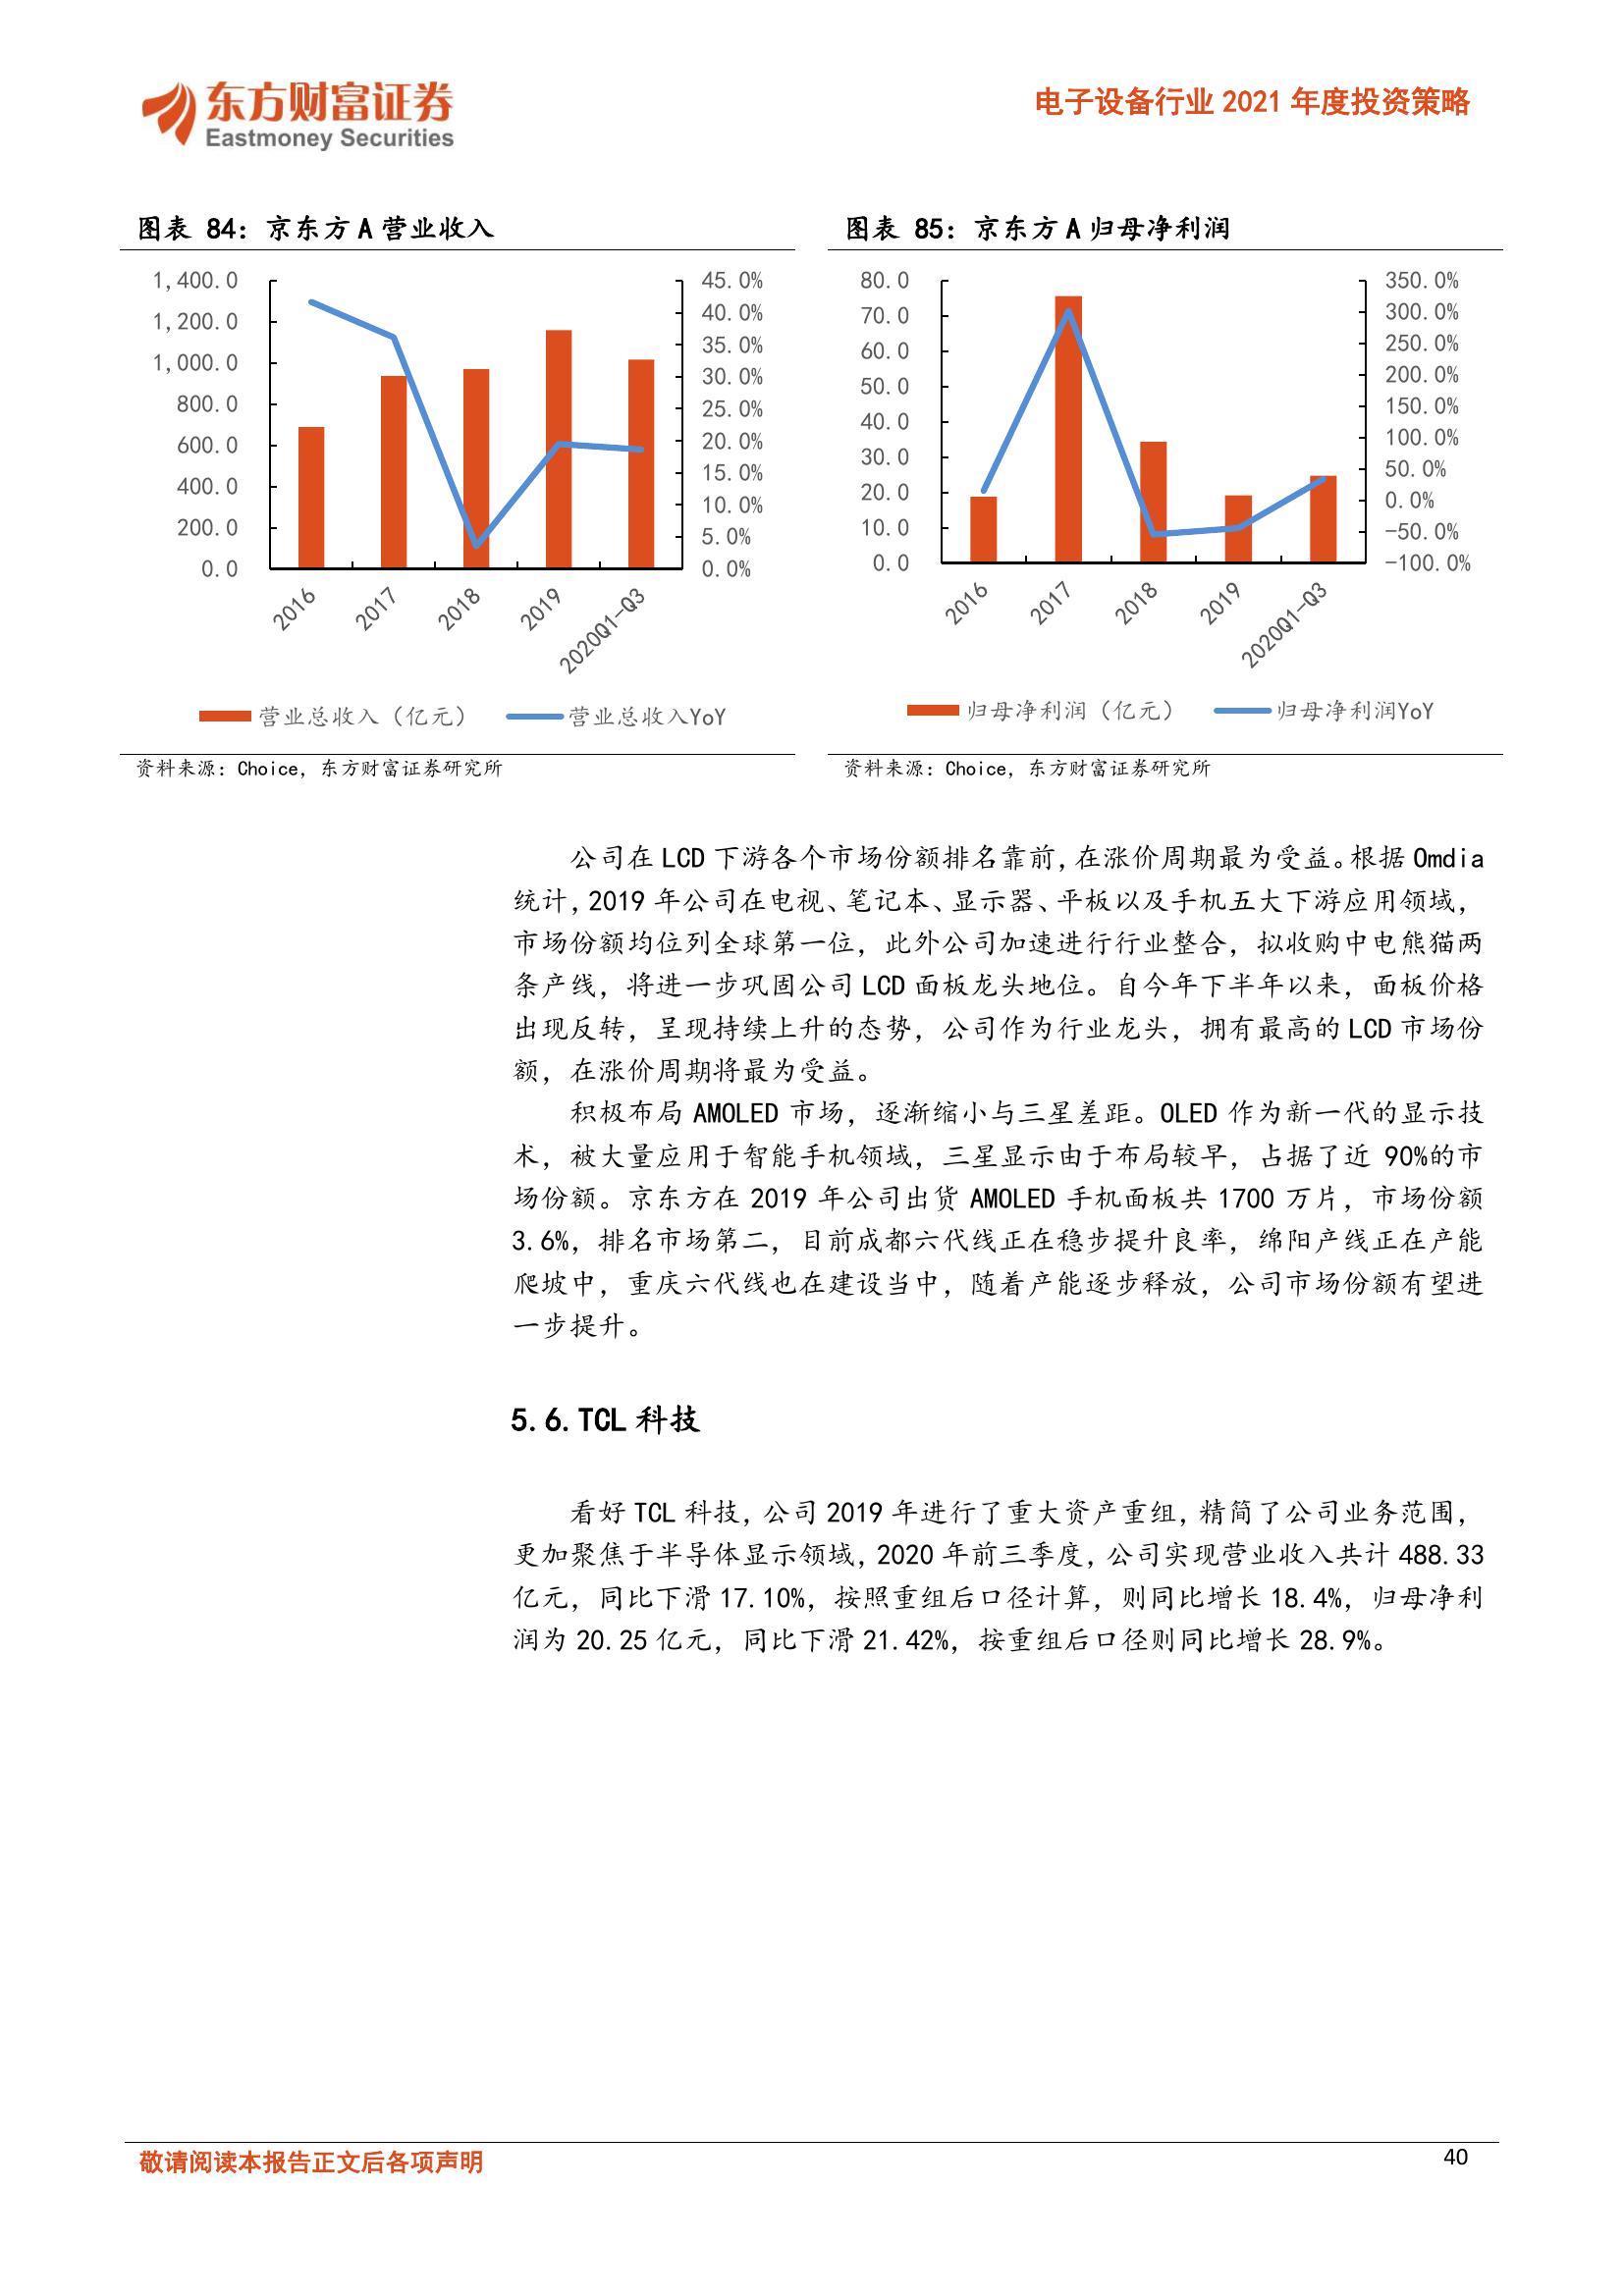 东方财富证券
Eastmoney Securities
电子设备行业 2021 年度投资策略
图表 84：京东方 A 营业收入
1,400.0
1,200.0
1,000.0
800.0
600.0
400.0
200.0
0.0
45.0%
40.0%
35.0%
30.0%
25.0%
20.0%
15.0%
10.0%
5.0%
0.0%
2016
2017
2018
2019
2020Q1-Q3
营业总收入（亿元）
营业总收入YoY
资料来源：Choice，东方财富证券研究所
图表 85：京东方 A 归母净利润
80.0
70.0
60.0
50.0
40.0
30.0
20.0
10.0
0.0
350.0%
300.0%
250.0%
200.0%
150.0%
100.0%
50.0%
0.0%
-50.0%
-100.0%
2016
2017
2018
2019
2020Q1-Q3
归母净利润（亿元）
归母净利润YoY
资料来源：Choice，东方财富证券研究所
公司在 LCD 下游各个市场份额排名靠前，在涨价周期最为受益。根据 Omdia
统计，2019 年公司在电视、笔记本、显示器、平板以及手机五大下游应用领域，
市场份额均位列全球第一位，此外公司加速进行行业整合，拟收购中电熊猫两
条产线，将进一步巩固公司 LCD 面板龙头地位。自今年下半年以来，面板价格
出现反转，呈现持续上升的态势，公司作为行业龙头，拥有最高的 LCD 市场份
额，在涨价周期将最为受益。
积极布局 AMOLED 市场，逐渐缩小与三星差距。OLED 作为新一代的显示技
术，被大量应用于智能手机领域，三星显示由于布局较早，占据了近 90%的市
场份额。京东方在 2019 年公司出货 AMOLED 手机面板共 1700 万片，市场份额
3.6%，排名市场第二，目前成都六代线正在稳步提升良率，绵阳产线正在产能
爬坡中，重庆六代线也在建设当中，随着产能逐步释放，公司市场份额有望进
一步提升。
5.6.TCL 科技
看好 TCL 科技，公司 2019 年进行了重大资产重组，精简了公司业务范围，
更加聚焦于半导体显示领域，2020 年前三季度，公司实现营业收入共计 488.33
亿元，同比下滑 17.10%，按照重组后口径计算，则同比增长 18.4%，归母净利
润为 20.25 亿元，同比下滑 21.42%，按重组后口径则同比增长 28.9%。
敬请阅读本报告正文后各项声明
40